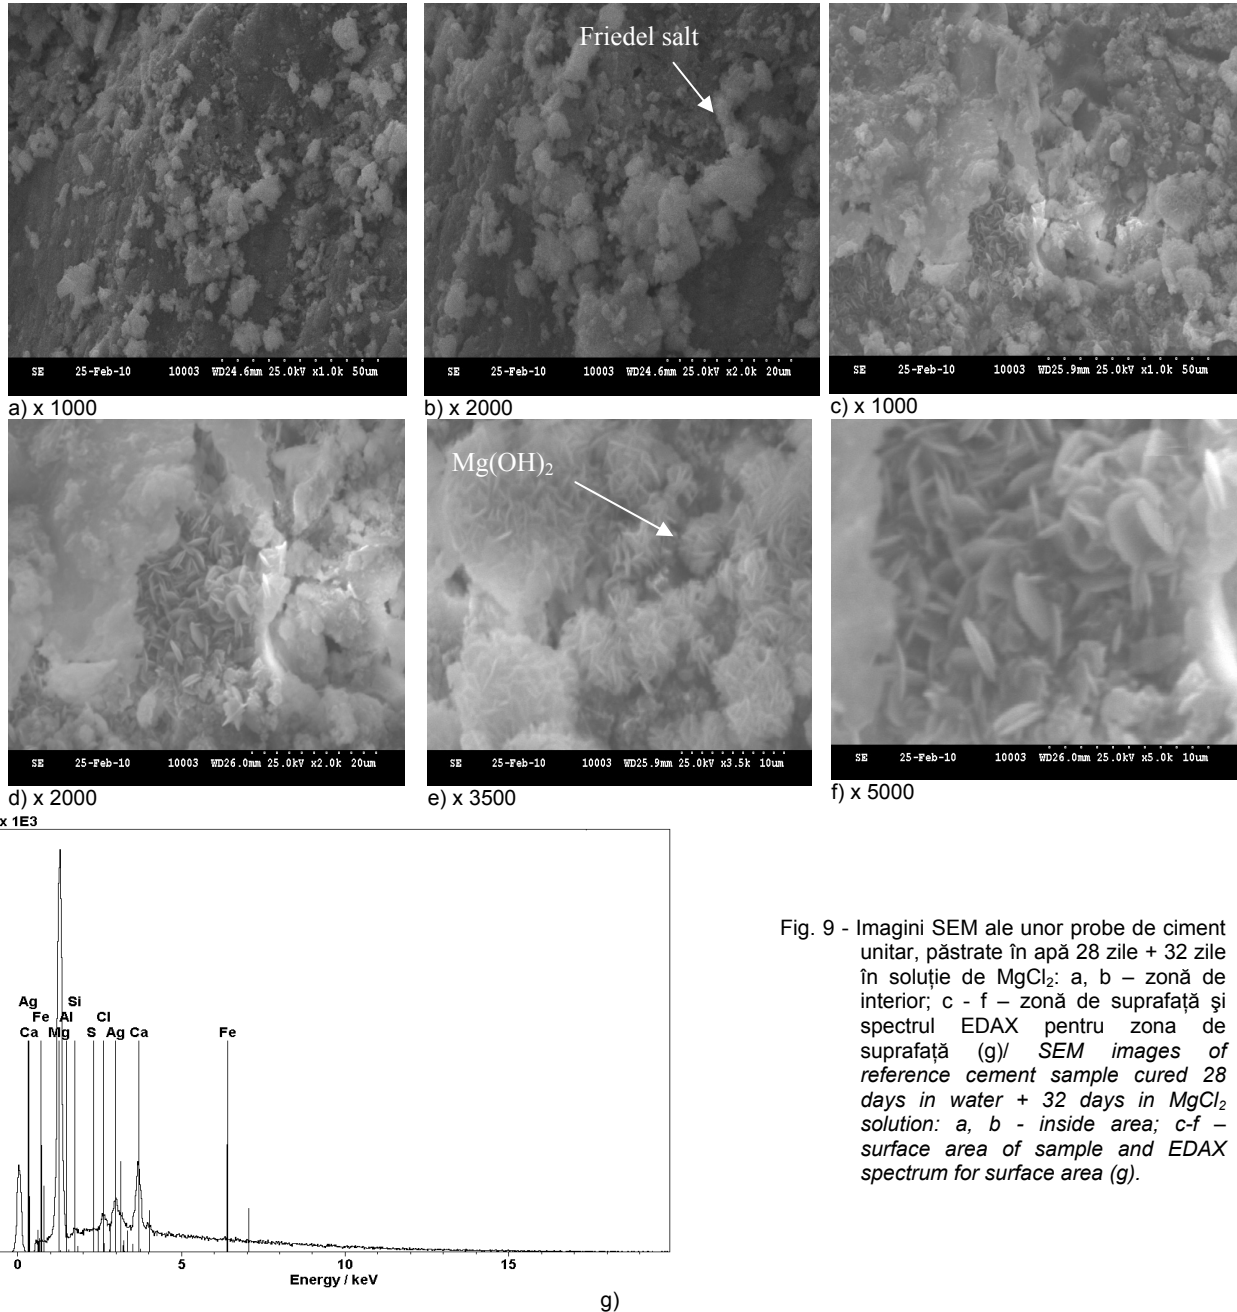 Friedel salt
SE 25-Feb-10 10003 WD24.6mm 25.0kV x1.0k 50um
SE 25-Feb-10 10003 WD24.6mm 25.0kV x2.0k 20um
SE 25-Feb-10 10003 WD25.9mm 25.0kV x1.0k 50um
a) x 1000
b) x 2000
c) x 1000
Mg(OH)₂
SE 25-Feb-10 10003 WD26.0mm 25.0kV x2.0k 20um
SE 25-Feb-10 10003 WD25.9mm 25.0kV x3.5k 10um
SE 25-Feb-10 10003 WD26.0mm 25.0kV x5.0k 10um
d) x 2000
e) x 3500
f) x 5000
x 1E3
Ag Si
Fe Al Cl
Ca Mg S Ag Ca Fe
0 5 10 15
Energy / keV
g)
Fig. 9 - Imagini SEM ale unor probe de ciment
unitar, păstrate în apă 28 zile + 32 zile
în soluție de MgCl₂: a, b – zonă de
interior; c - f – zonă de suprafață şi
spectrul EDAX pentru zona de
suprafață (g)/ SEM images of
reference cement sample cured 28
days in water + 32 days in MgCl₂
solution: a, b - inside area; c-f –
surface area of sample and EDAX
spectrum for surface area (g).